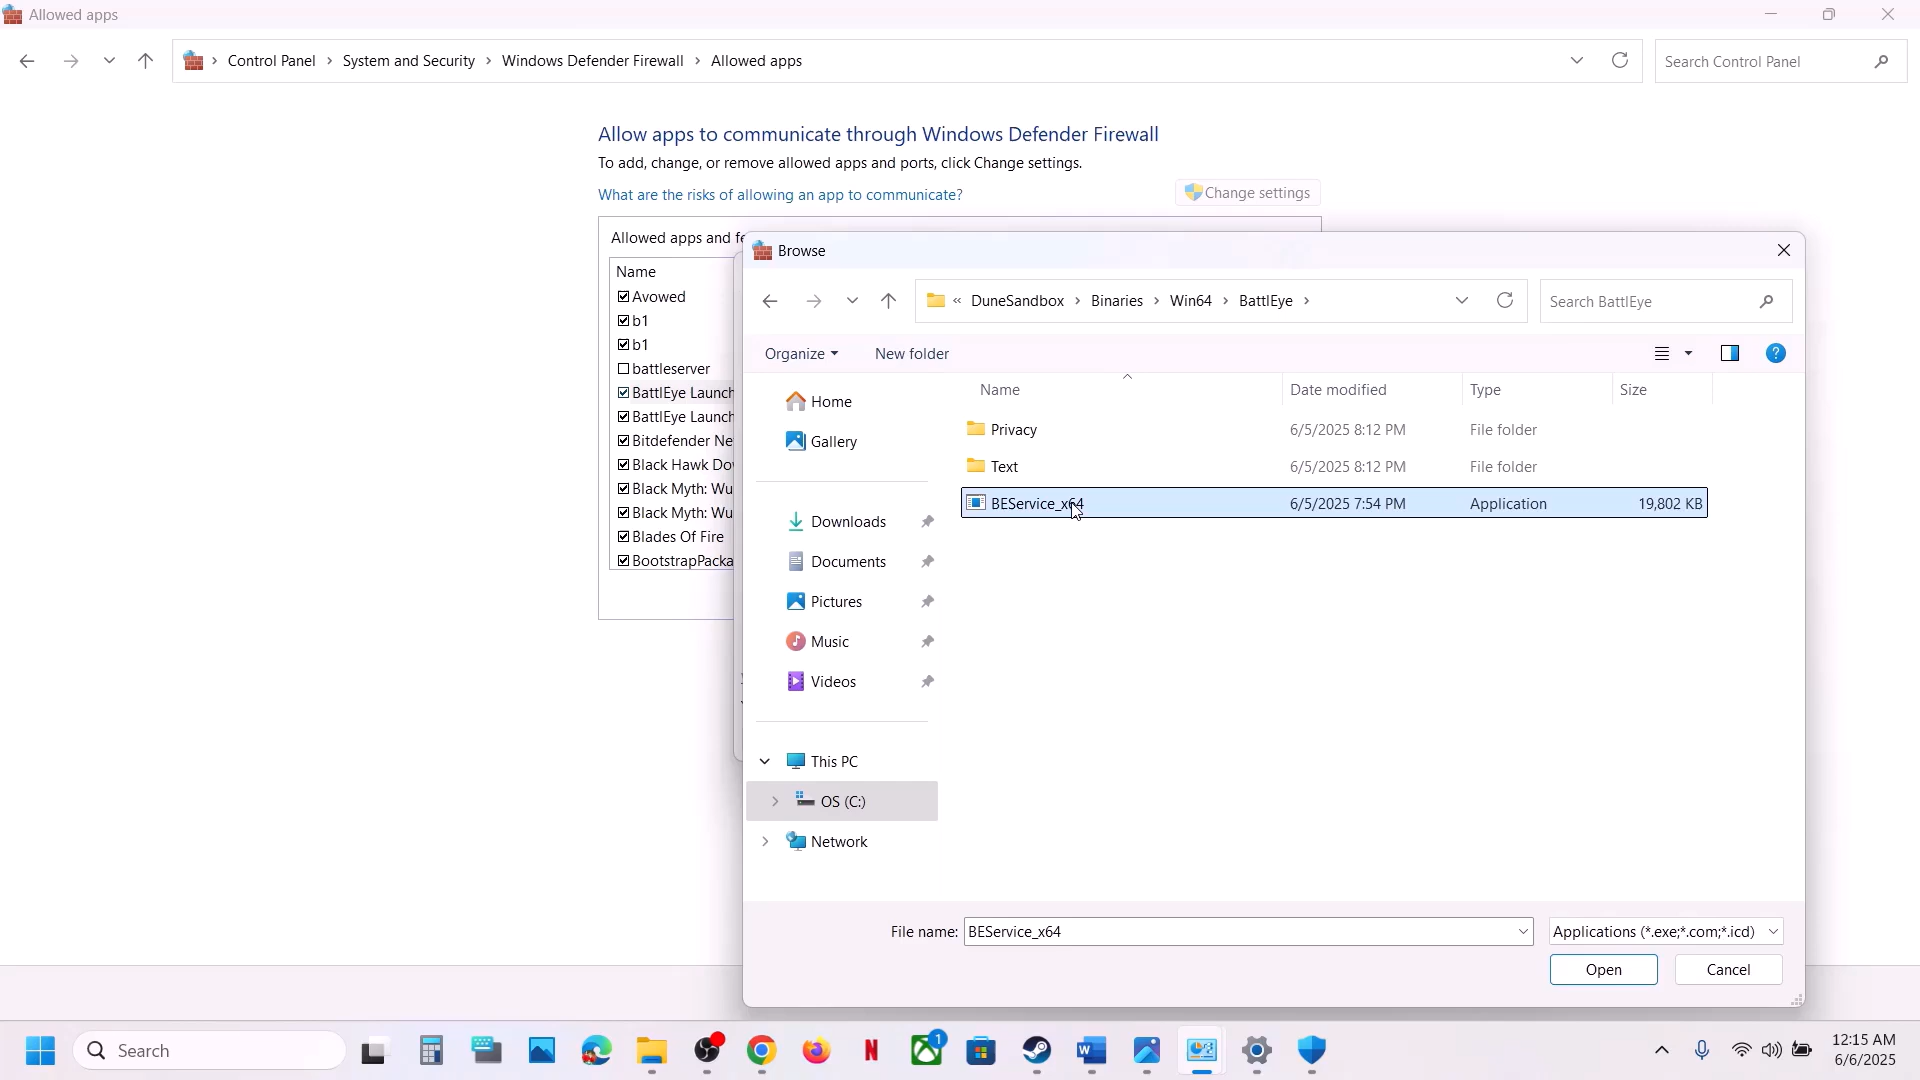 Allowed apps
Control Panel > System and Security > Windows Defender Firewall > Allowed apps
Search Control Panel
Allow apps to communicate through Windows Defender Firewall
To add, change, or remove allowed apps and ports, click Change settings.
What are the risks of allowing an app to communicate?
Change settings
Allowed apps and fe
Name
Avowed
b1
b1
battleserver
BattlEye Launch
BattlEye Launch
Bitdefender Ne
Black Hawk Dow
Black Myth: Wu
Black Myth: Wu
Blades Of Fire
BootstrapPacka
Browse
« DuneSandbox > Binaries > Win64 > BattlEye >
Search BattlEye
Organize
New folder
Home
Gallery
Downloads
Documents
Pictures
Music
Videos
This PC
OS (C:)
Network
Name Date modified Type Size
Privacy 6/5/2025 8:12 PM File folder
Text 6/5/2025 8:12 PM File folder
BEService_x64 6/5/2025 7:54 PM Application 19,802 KB
File name: BEService_x64
Applications (*.exe;*.com;*.icd)
Open
Cancel
Search
1
12:15 AM
6/6/2025